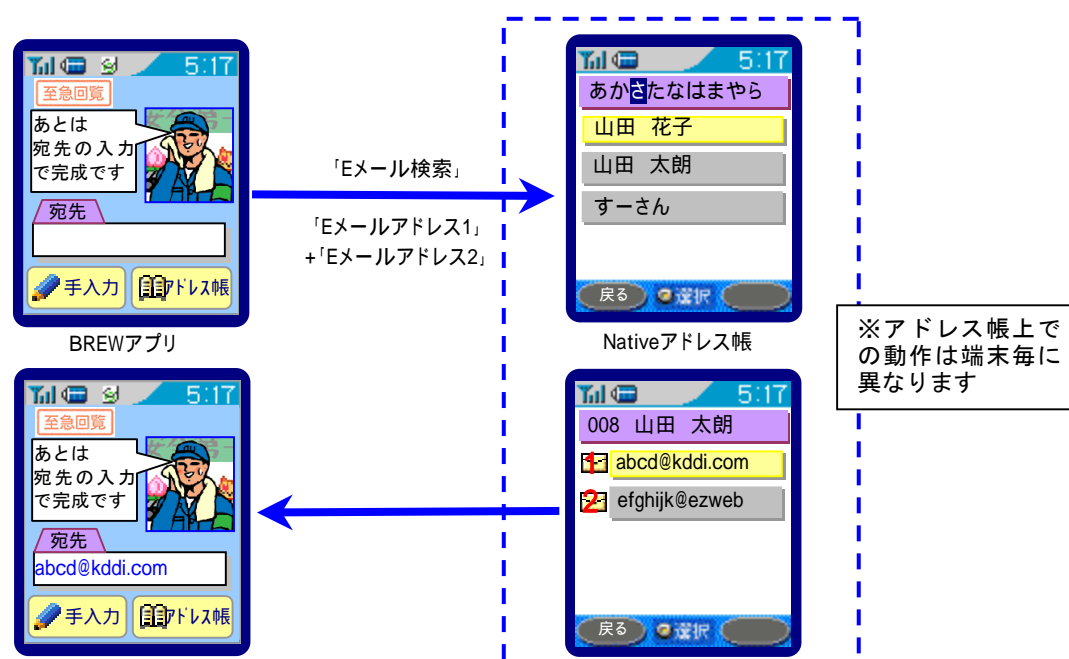 5:17
至急回覧
あとは
宛先の入力
で完成です
宛先
手入力
アドレス帳
BREWアプリ
「Eメール検索」
「Eメールアドレス1」
+「Eメールアドレス2」
5:17
あかさたなはまやら
山田 花子
山田 太朗
すーさん
戻る
選択
Nativeアドレス帳
※アドレス帳上で
の動作は端末毎に
異なります
5:17
至急回覧
あとは
宛先の入力
で完成です
宛先
abcd@kddi.com
手入力
アドレス帳
5:17
008 山田 太朗
1 abcd@kddi.com
2 efghijk@ezweb
戻る
選択